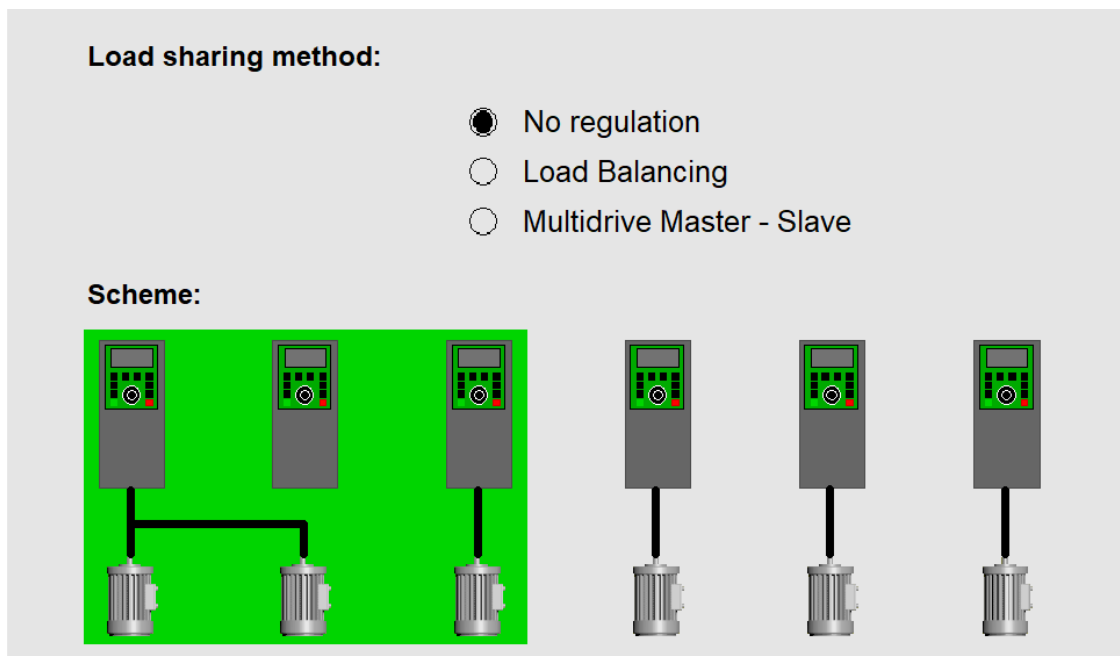 Load sharing method:
No regulation
Load Balancing
Multidrive Master - Slave
Scheme: